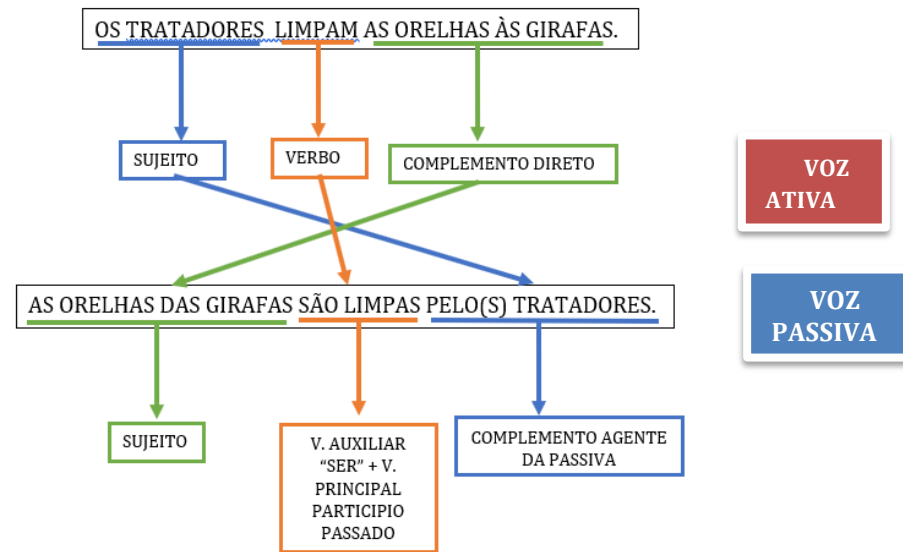 OS TRATADORES LIMPAM AS ORELHAS ÀS GIRAFAS.
SUJEITO
VERBO
COMPLEMENTO DIRETO
VOZ
ATIVA
AS ORELHAS DAS GIRAFAS SÃO LIMPAS PELO(S) TRATADORES.
VOZ
PASSIVA
SUJEITO
V. AUXILIAR
“SER” + V.
PRINCIPAL
PARTICIPIO
PASSADO
COMPLEMENTO AGENTE
DA PASSIVA